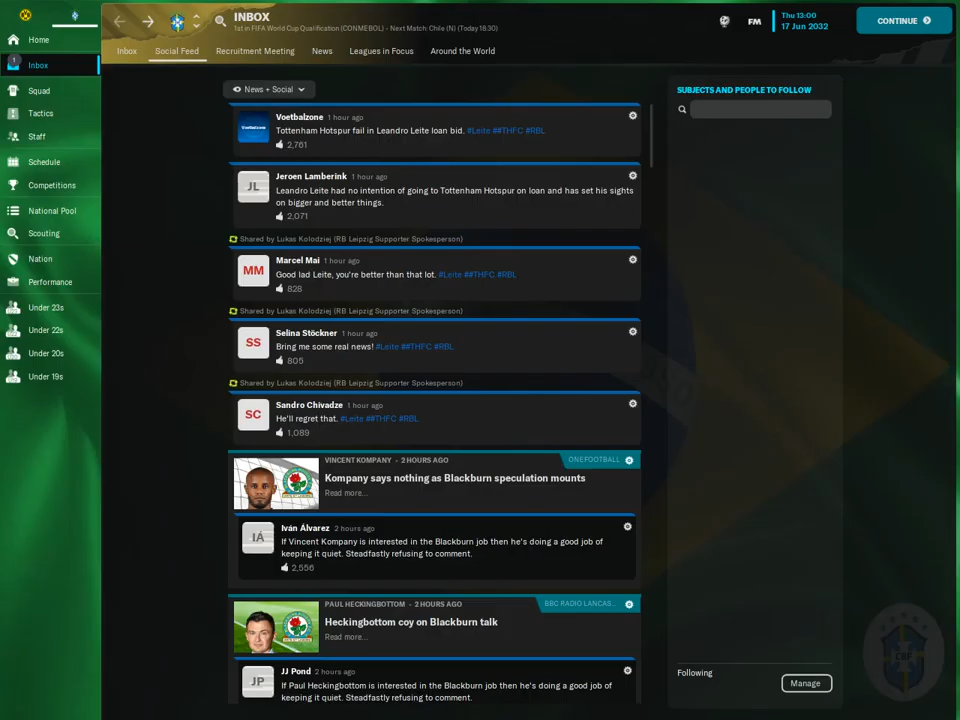 INBOX
1st in FIFA World Cup Qualification (CONMEBOL) - Next Match: Chile (N) (Today 18:30)
FM
Thu 13:00
17 Jun 2032
CONTINUE
Inbox
Social Feed
Recruitment Meeting
News
Leagues in Focus
Around the World
Home
1
Inbox
Squad
Tactics
Staff
Schedule
Competitions
National Pool
Scouting
Nation
Performance
Under 23s
Under 22s
Under 20s
Under 19s
News + Social
Voetbalzone 1 hour ago
Tottenham Hotspur fail in Leandro Leite loan bid. #Leite ##THFC #RBL
2,761
JL
Jeroen Lamberink 1 hour ago
Leandro Leite had no intention of going to Tottenham Hotspur on loan and has set his sights
on bigger and better things.
2,071
Shared by Lukas Kolodziej (RB Leipzig Supporter Spokesperson)
MM
Marcel Mai 1 hour ago
Good lad Leite, you're better than that lot. #Leite ##THFC #RBL
828
Shared by Lukas Kolodziej (RB Leipzig Supporter Spokesperson)
SS
Selina Stöckner 1 hour ago
Bring me some real news! #Leite ##THFC #RBL
805
Shared by Lukas Kolodziej (RB Leipzig Supporter Spokesperson)
SC
Sandro Chivadze 1 hour ago
He'll regret that. #Leite ##THFC #RBL
1,089
VINCENT KOMPANY - 2 HOURS AGO
ONEFOOTBALL
Kompany says nothing as Blackburn speculation mounts
Read more...
IÁ
Iván Álvarez 2 hours ago
If Vincent Kompany is interested in the Blackburn job then he's doing a good job of
keeping it quiet. Steadfastly refusing to comment.
2,556
PAUL HECKINGBOTTOM - 2 HOURS AGO
BBC RADIO LANCAS...
Heckingbottom coy on Blackburn talk
Read more...
JP
JJ Pond 2 hours ago
If Paul Heckingbottom is interested in the Blackburn job then he's doing a good job of
keeping it quiet. Steadfastly refusing to comment.
SUBJECTS AND PEOPLE TO FOLLOW
Following
Manage
CBF